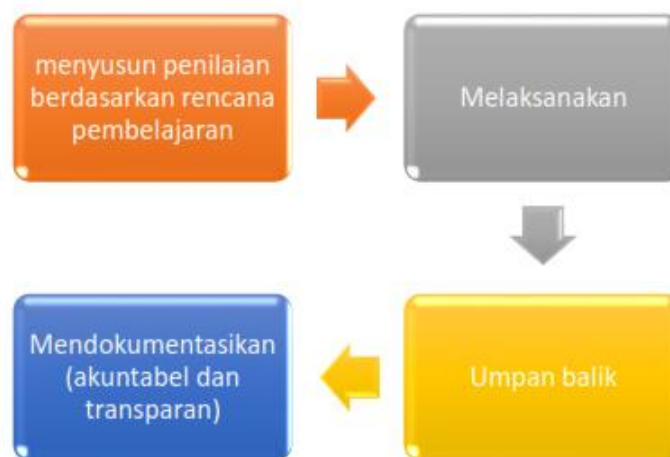 menyusun penilaian
berdasarkan rencana
pembelajaran
Melaksanakan
Umpan balik
Mendokumentasikan
(akuntabel dan
transparan)